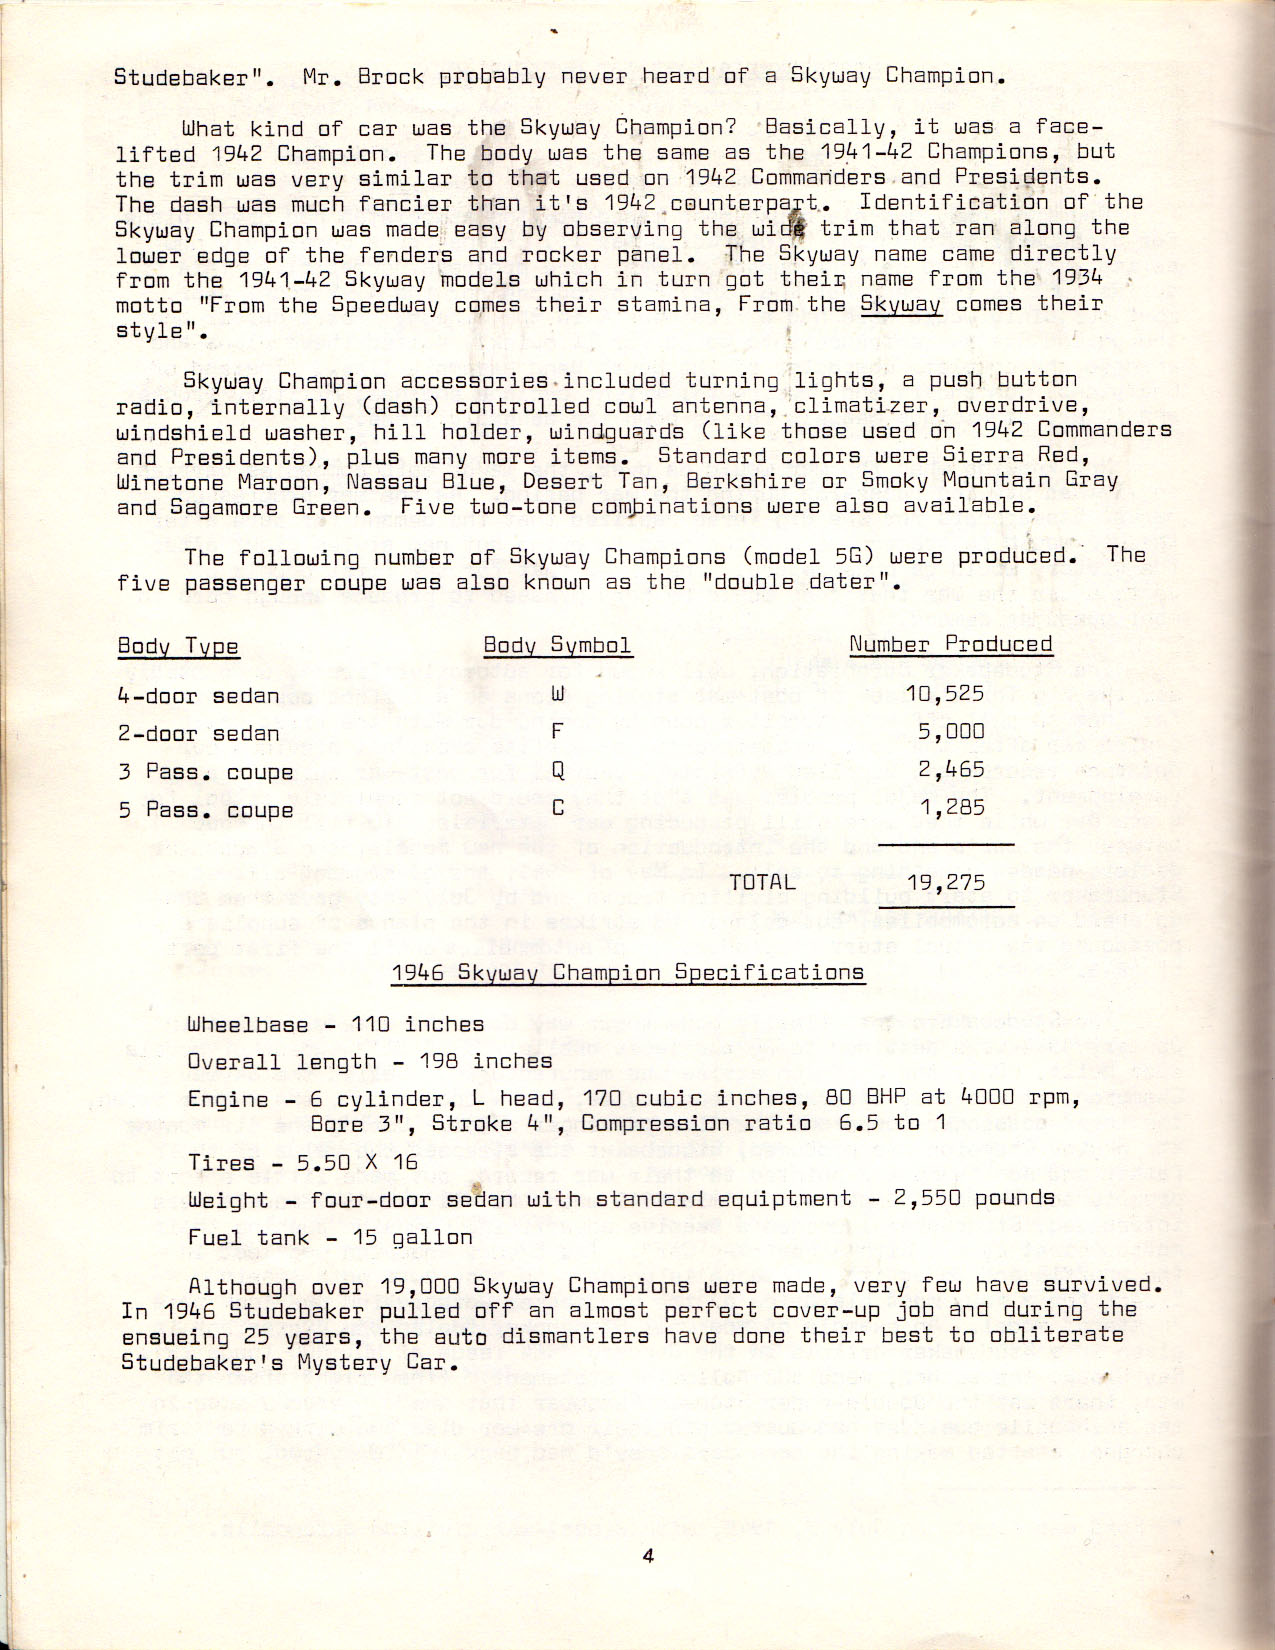 Studebaker". Mr. Brock probably never heard of a Skyway Champion.
What kind of car was the Skyway Champion? Basically, it was a face-
lifted 1942 Champion. The body was the same as the 1941-42 Champions, but
the trim was very similar to that used on 1942 Commanders and Presidents.
The dash was much fancier than it's 1942 counterpart. Identification of the
Skyway Champion was made easy by observing the wide trim that ran along the
lower edge of the fenders and rocker panel. The Skyway name came directly
from the 1941-42 Skyway models which in turn got their name from the 1934
motto "From the Speedway comes their stamina, From the Skyway comes their
style".
Skyway Champion accessories included turning lights, a push button
radio, internally (dash) controlled cowl antenna, climatizer, overdrive,
windshield washer, hill holder, windguards (like those used on 1942 Commanders
and Presidents), plus many more items. Standard colors were Sierra Red,
Winetone Maroon, Nassau Blue, Desert Tan, Berkshire or Smoky Mountain Gray
and Sagamore Green. Five two-tone combinations were also available.
The following number of Skyway Champions (model 5G) were produced. The
five passenger coupe was also known as the "double dater".
Body Type Body Symbol Number Produced
4-door sedan W 10,525
2-door sedan F 5,000
3 Pass. coupe Q 2,465
5 Pass. coupe C 1,285
TOTAL 19,275
1946 Skyway Champion Specifications
Wheelbase - 110 inches
Overall length - 198 inches
Engine - 6 cylinder, L head, 170 cubic inches, 80 BHP at 4000 rpm,
Bore 3", Stroke 4", Compression ratio 6.5 to 1
Tires - 5.50 X 16
Weight - four-door sedan with standard equiptment - 2,550 pounds
Fuel tank - 15 gallon
Although over 19,000 Skyway Champions were made, very few have survived.
In 1946 Studebaker pulled off an almost perfect cover-up job and during the
ensueing 25 years, the auto dismantlers have done their best to obliterate
Studebaker's Mystery Car.
4